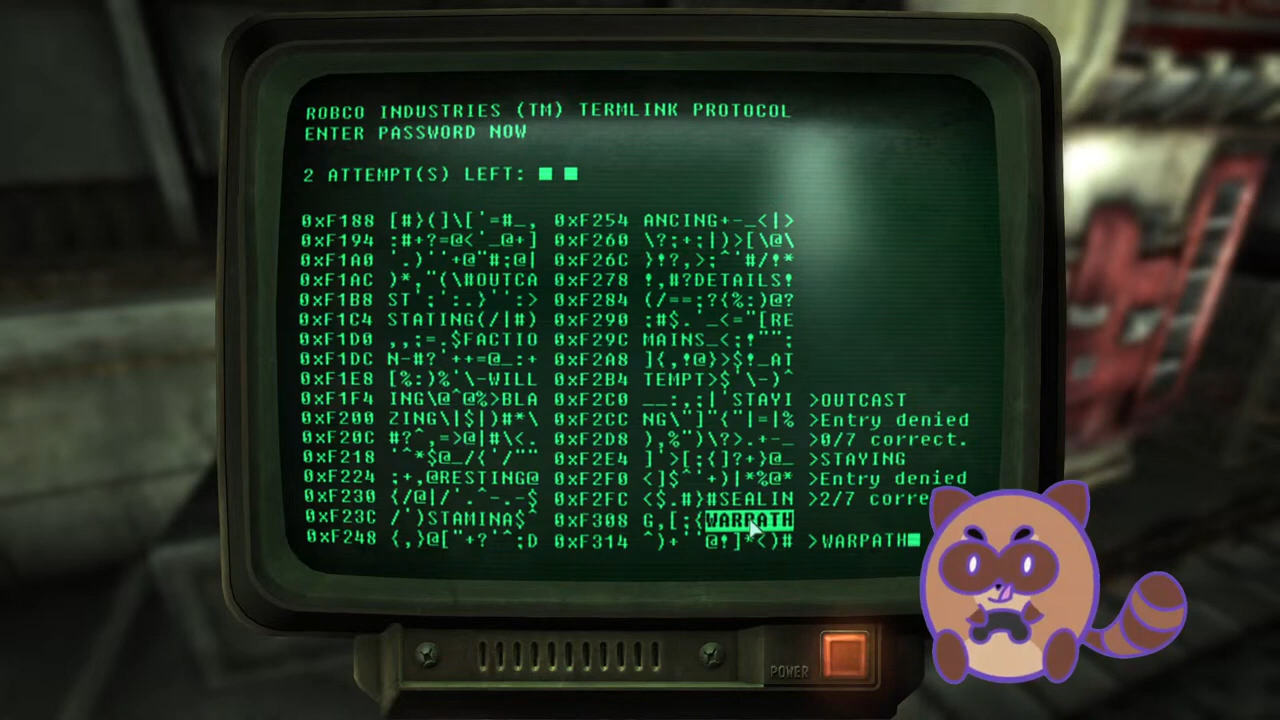 ROBCO INDUSTRIES (TM) TERMLINK PROTOCOL
ENTER PASSWORD NOW
2 ATTEMPT(S) LEFT: ■ ■
0xF188 [#}(]\['=#_, 0xF254 ANCING+-_<|>
0xF194 :#+?=@<'_@+] 0xF260 \?;+;|)>[\@\
0xF1A0 '.)''+@"#;@| 0xF26C }!?,>:^'#/!*
0xF1AC )*,"(\#OUTCA 0xF278 !,#?DETAILS!
0xF1B8 ST';':.}'':> 0xF284 (/==;?{%:)@?
0xF1C4 STATING(/|#) 0xF290 :#$.'_<="[RE
0xF1D0 ,,:=.$FACTIO 0xF29C MAINS_<;!"";
0xF1DC N-#?'++=@_:+ 0xF2A8 ]{,!@}>$!_AT
0xF1E8 [%:)%'\-WILL 0xF2B4 TEMPT>$'\-)^
0xF1F4 ING\@^@%>BLA 0xF2C0 __:,:|'STAYI >OUTCAST
0xF200 ZING\|$|)#*\ 0xF2CC NG\"]"{"|=|% >Entry denied
0xF20C #?^,=>@|#\<. 0xF2D8 ),%")\?>.+-_ >0/7 correct.
0xF218 '^*$@_/{'/"" 0xF2E4 ]'>[:{]?+}@_ >STAYING
0xF224 :+,@RESTING@ 0xF2F0 <]$^'+)|*%@* >Entry denied
0xF230 {/@|/'.^-.-$ 0xF2FC <$.#}#SEALIN >2/7 corre
0xF23C /')STAMINA$^ 0xF308 G,[;{WARPATH
0xF248 {,}@["+?'^;D 0xF314 ^)+''@!]*<)# >WARPATH■
POWER